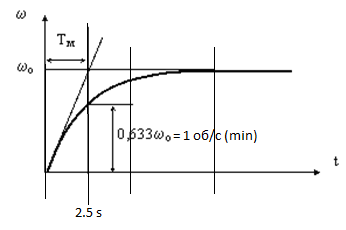 ω
Tм
ω₀
0,633ω₀ = 1 об/с (min)
t
2.5 s